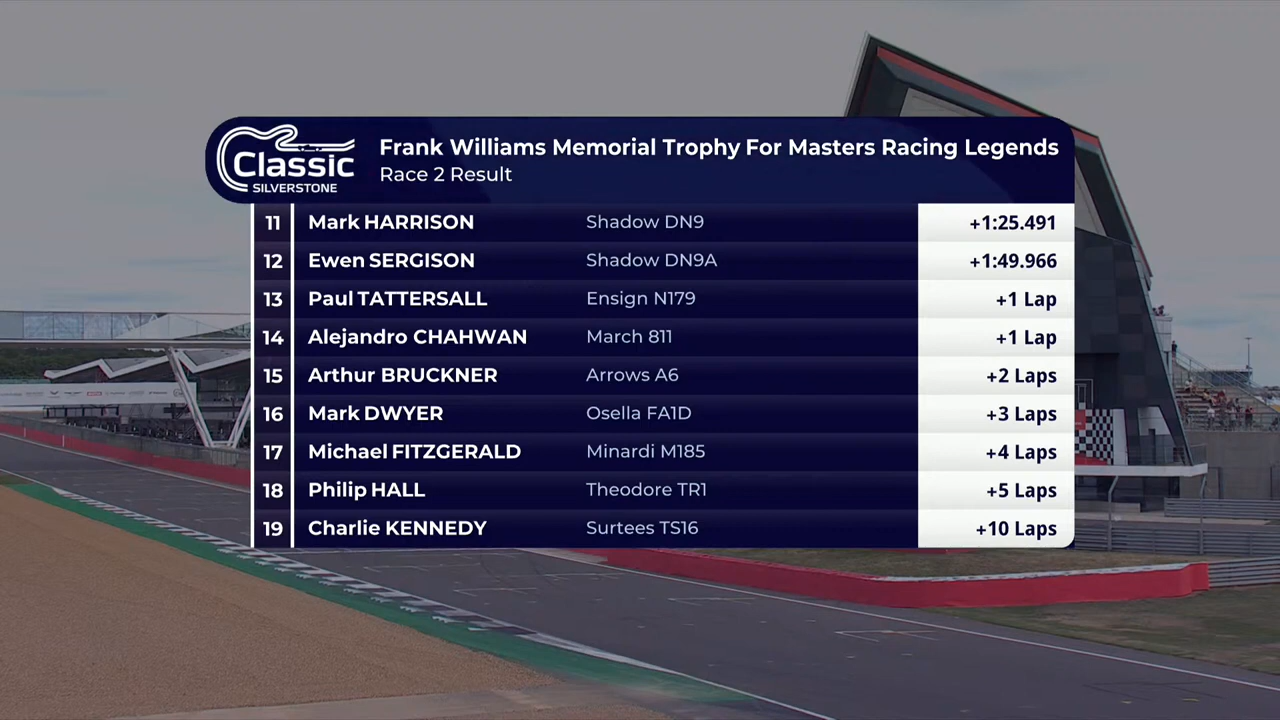 Classic
SILVERSTONE
Frank Williams Memorial Trophy For Masters Racing Legends
Race 2 Result
11 Mark HARRISON Shadow DN9 +1:25.491
12 Ewen SERGISON Shadow DN9A +1:49.966
13 Paul TATTERSALL Ensign N179 +1 Lap
14 Alejandro CHAHWAN March 811 +1 Lap
15 Arthur BRUCKNER Arrows A6 +2 Laps
16 Mark DWYER Osella FA1D +3 Laps
17 Michael FITZGERALD Minardi M185 +4 Laps
18 Philip HALL Theodore TR1 +5 Laps
19 Charlie KENNEDY Surtees TS16 +10 Laps